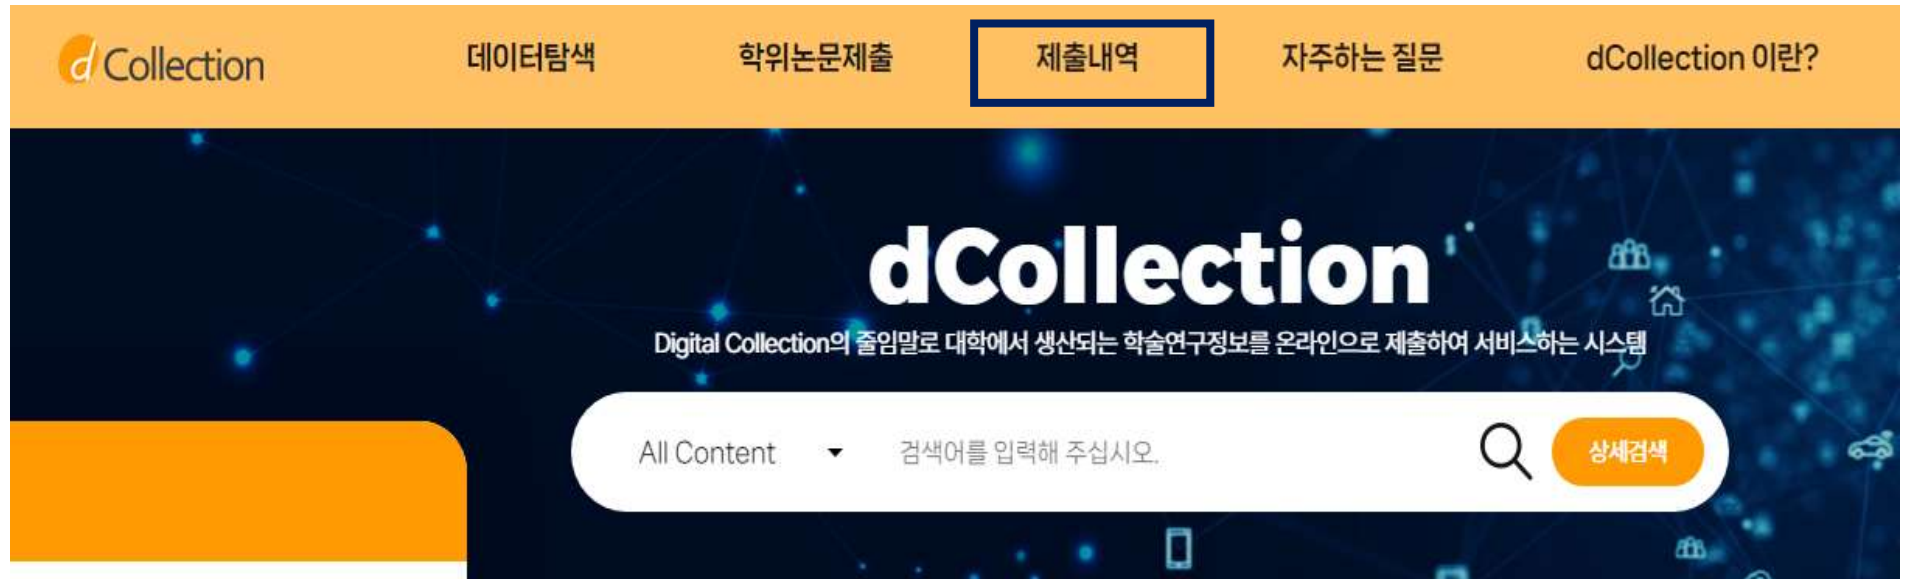 dCollection
데이터탐색
학위논문제출
제출내역
자주하는 질문
dCollection 이란?
dCollection
Digital Collection의 줄임말로 대학에서 생산되는 학술연구정보를 온라인으로 제출하여 서비스하는 시스템
All Content
검색어를 입력해 주십시오.
상세검색